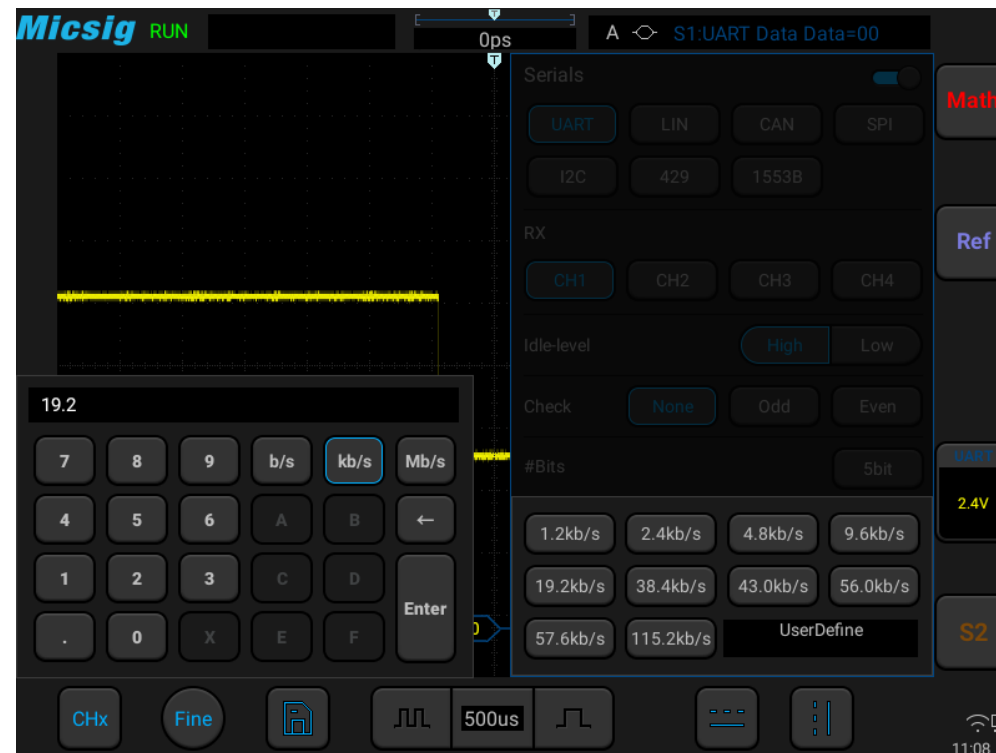 Micsig RUN
0ps
A S1:UART Data Data=00
Serials
UART LIN CAN SPI
I2C 429 1553B
RX
CH1 CH2 CH3 CH4
Idle-level High Low
Check None Odd Even
#Bits 5bit
19.2
7 8 9 b/s kb/s Mb/s
4 5 6 A B ←
1 2 3 C D Enter
. 0 X E F
1.2kb/s 2.4kb/s 4.8kb/s 9.6kb/s
19.2kb/s 38.4kb/s 43.0kb/s 56.0kb/s
57.6kb/s 115.2kb/s UserDefine
Math
Ref
UART
2.4V
S2
CHx Fine 500us
11:08